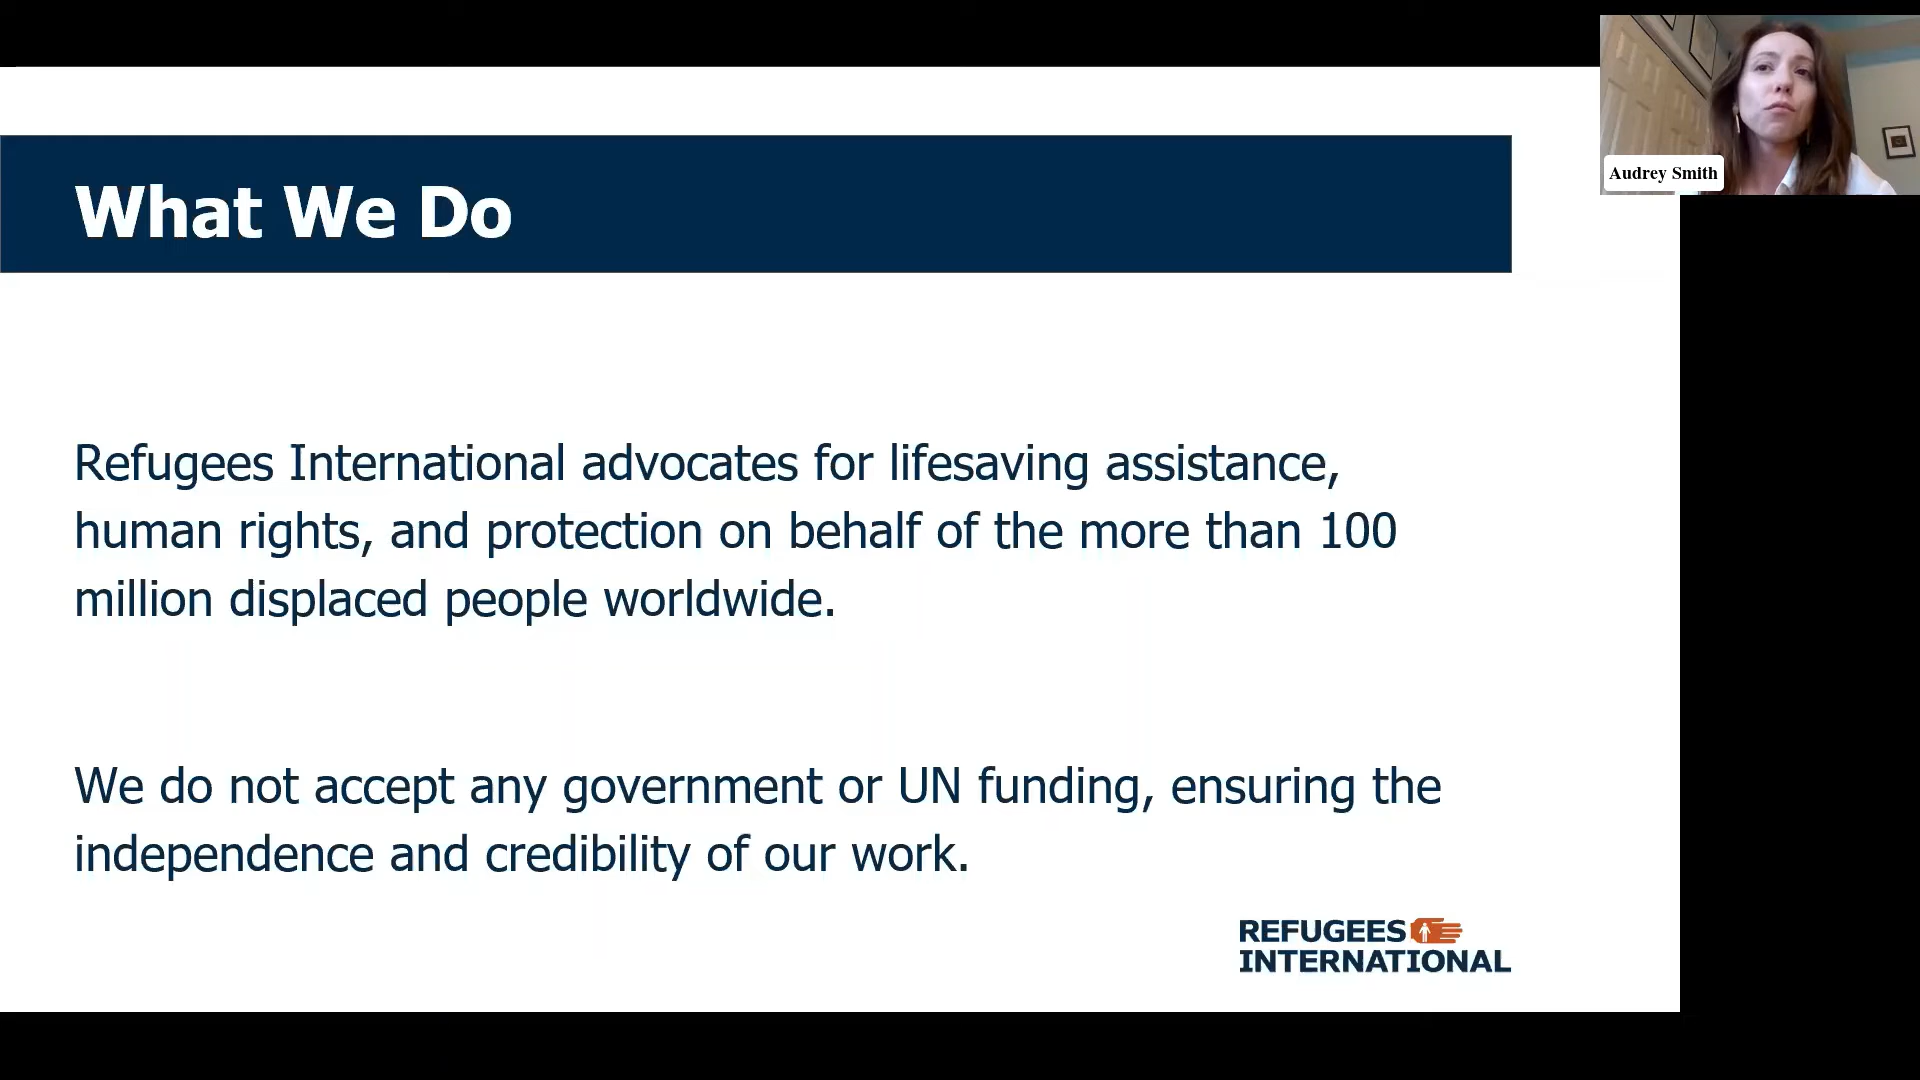 What We Do
Refugees International advocates for lifesaving assistance,
human rights, and protection on behalf of the more than 100
million displaced people worldwide.
We do not accept any government or UN funding, ensuring the
independence and credibility of our work.
REFUGEES
INTERNATIONAL
Audrey Smith